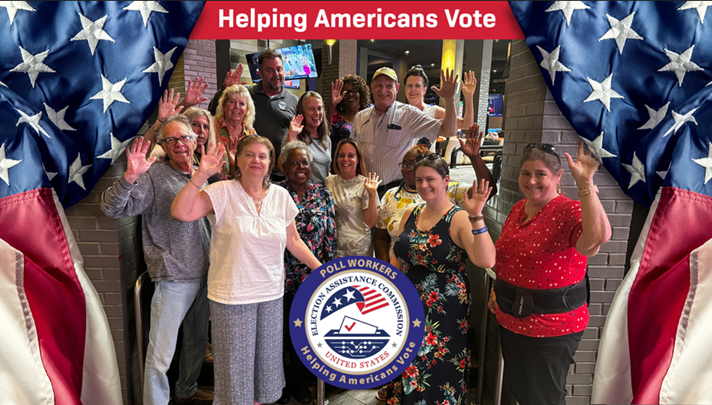 Helping Americans Vote
POLL WORKERS
ELECTION ASSISTANCE COMMISSION
UNITED STATES
Helping Americans Vote